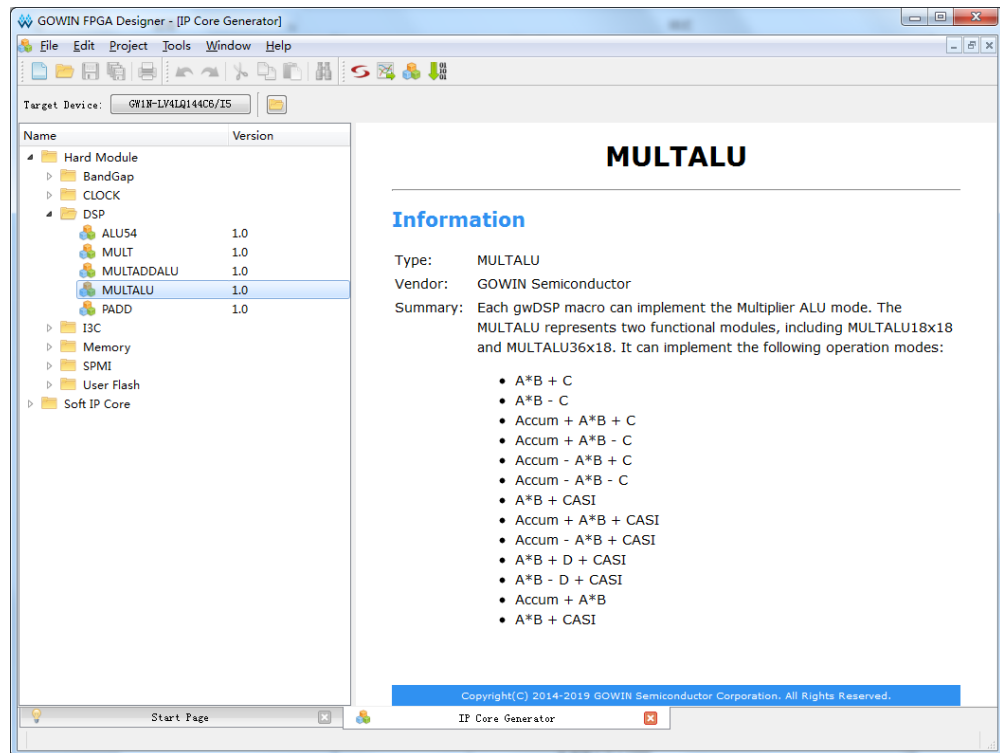 GOWIN FPGA Designer - [IP Core Generator]
File Edit Project Tools Window Help
Target Device: GW1N-LV4LQ144C6/I5
Name Version
Hard Module
BandGap
CLOCK
DSP
ALU54 1.0
MULT 1.0
MULTADDALU 1.0
MULTALU 1.0
PADD 1.0
I3C
Memory
SPMI
User Flash
Soft IP Core
MULTALU
Information
Type: MULTALU
Vendor: GOWIN Semiconductor
Summary: Each gwDSP macro can implement the Multiplier ALU mode. The
MULTALU represents two functional modules, including MULTALU18x18
and MULTALU36x18. It can implement the following operation modes:
• A*B + C
• A*B - C
• Accum + A*B + C
• Accum + A*B - C
• Accum - A*B + C
• Accum - A*B - C
• A*B + CASI
• Accum + A*B + CASI
• Accum - A*B + CASI
• A*B + D + CASI
• A*B - D + CASI
• Accum + A*B
• A*B + CASI
Copyright(C) 2014-2019 GOWIN Semiconductor Corporation. All Rights Reserved.
Start Page IP Core Generator